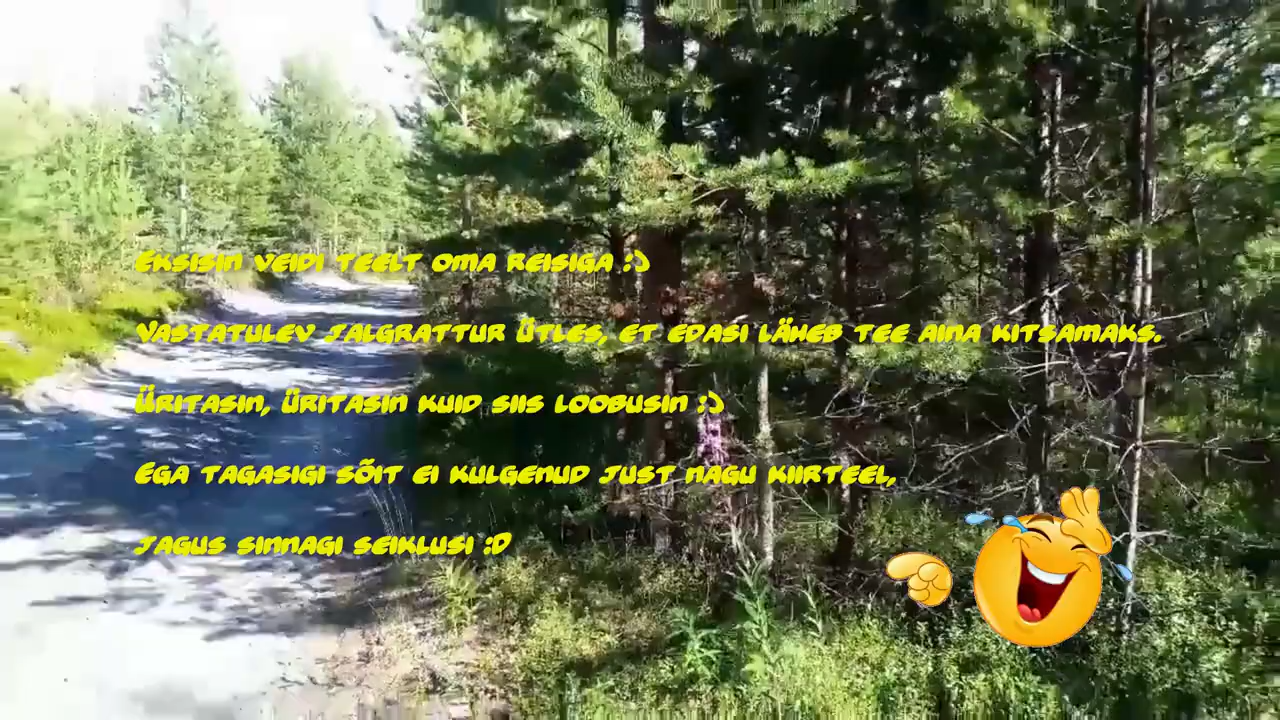 Eksisin veidi teelt oma reisiga :)
Vastatulev jalgrattur ütles, et edasi läheb tee aina kitsamaks.
Üritasin, üritasin kuid siis loobusin :)
Ega tagasigi sõit ei kulgenud just nagu kiirteel,
jagus sinnagi seiklusi :D